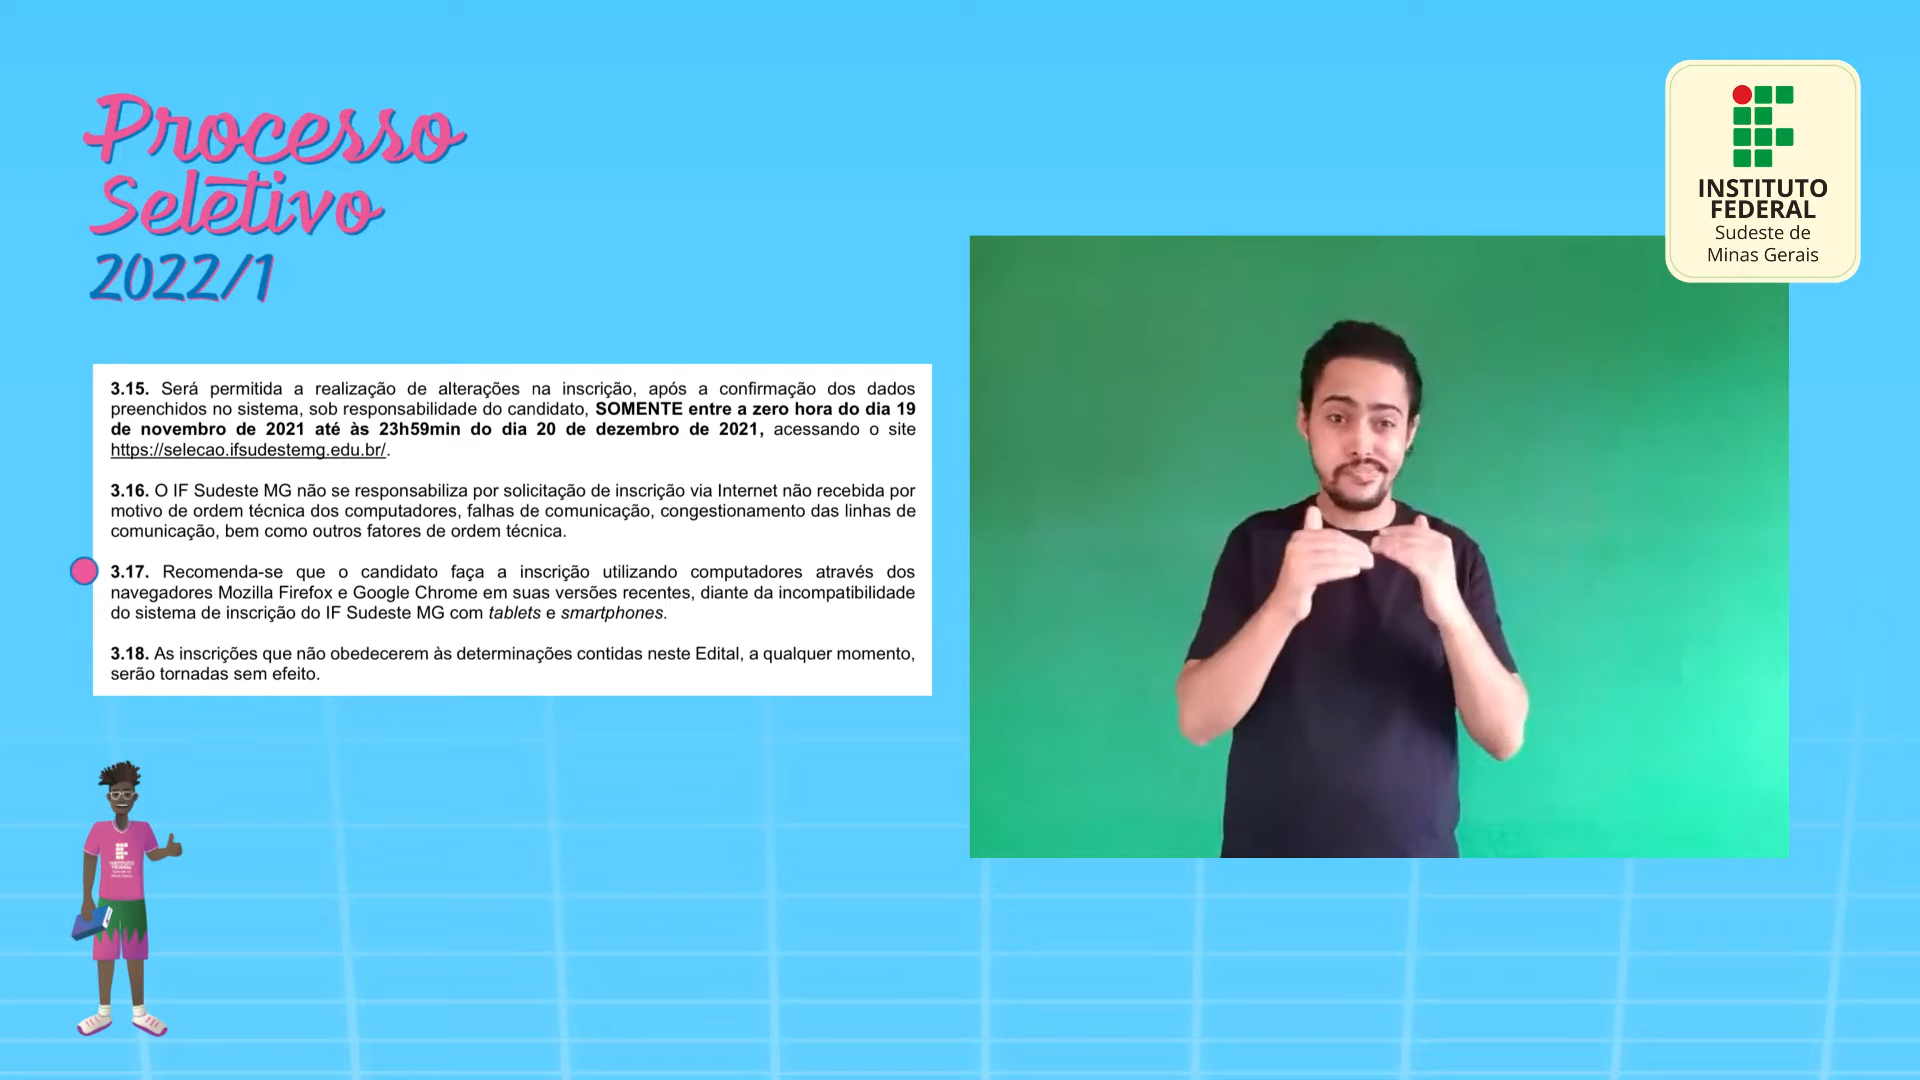 Processo
Seletivo
2022/1
INSTITUTO
FEDERAL
Sudeste de
Minas Gerais
3.15. Será permitida a realização de alterações na inscrição, após a confirmação dos dados
preenchidos no sistema, sob responsabilidade do candidato, SOMENTE entre a zero hora do dia 19
de novembro de 2021 até às 23h59min do dia 20 de dezembro de 2021, acessando o site
https://selecao.ifsudestemg.edu.br/.
3.16. O IF Sudeste MG não se responsabiliza por solicitação de inscrição via Internet não recebida por
motivo de ordem técnica dos computadores, falhas de comunicação, congestionamento das linhas de
comunicação, bem como outros fatores de ordem técnica.
3.17. Recomenda-se que o candidato faça a inscrição utilizando computadores através dos
navegadores Mozilla Firefox e Google Chrome em suas versões recentes, diante da incompatibilidade
do sistema de inscrição do IF Sudeste MG com tablets e smartphones.
3.18. As inscrições que não obedecerem às determinações contidas neste Edital, a qualquer momento,
serão tornadas sem efeito.
INSTITUTO
FEDERAL